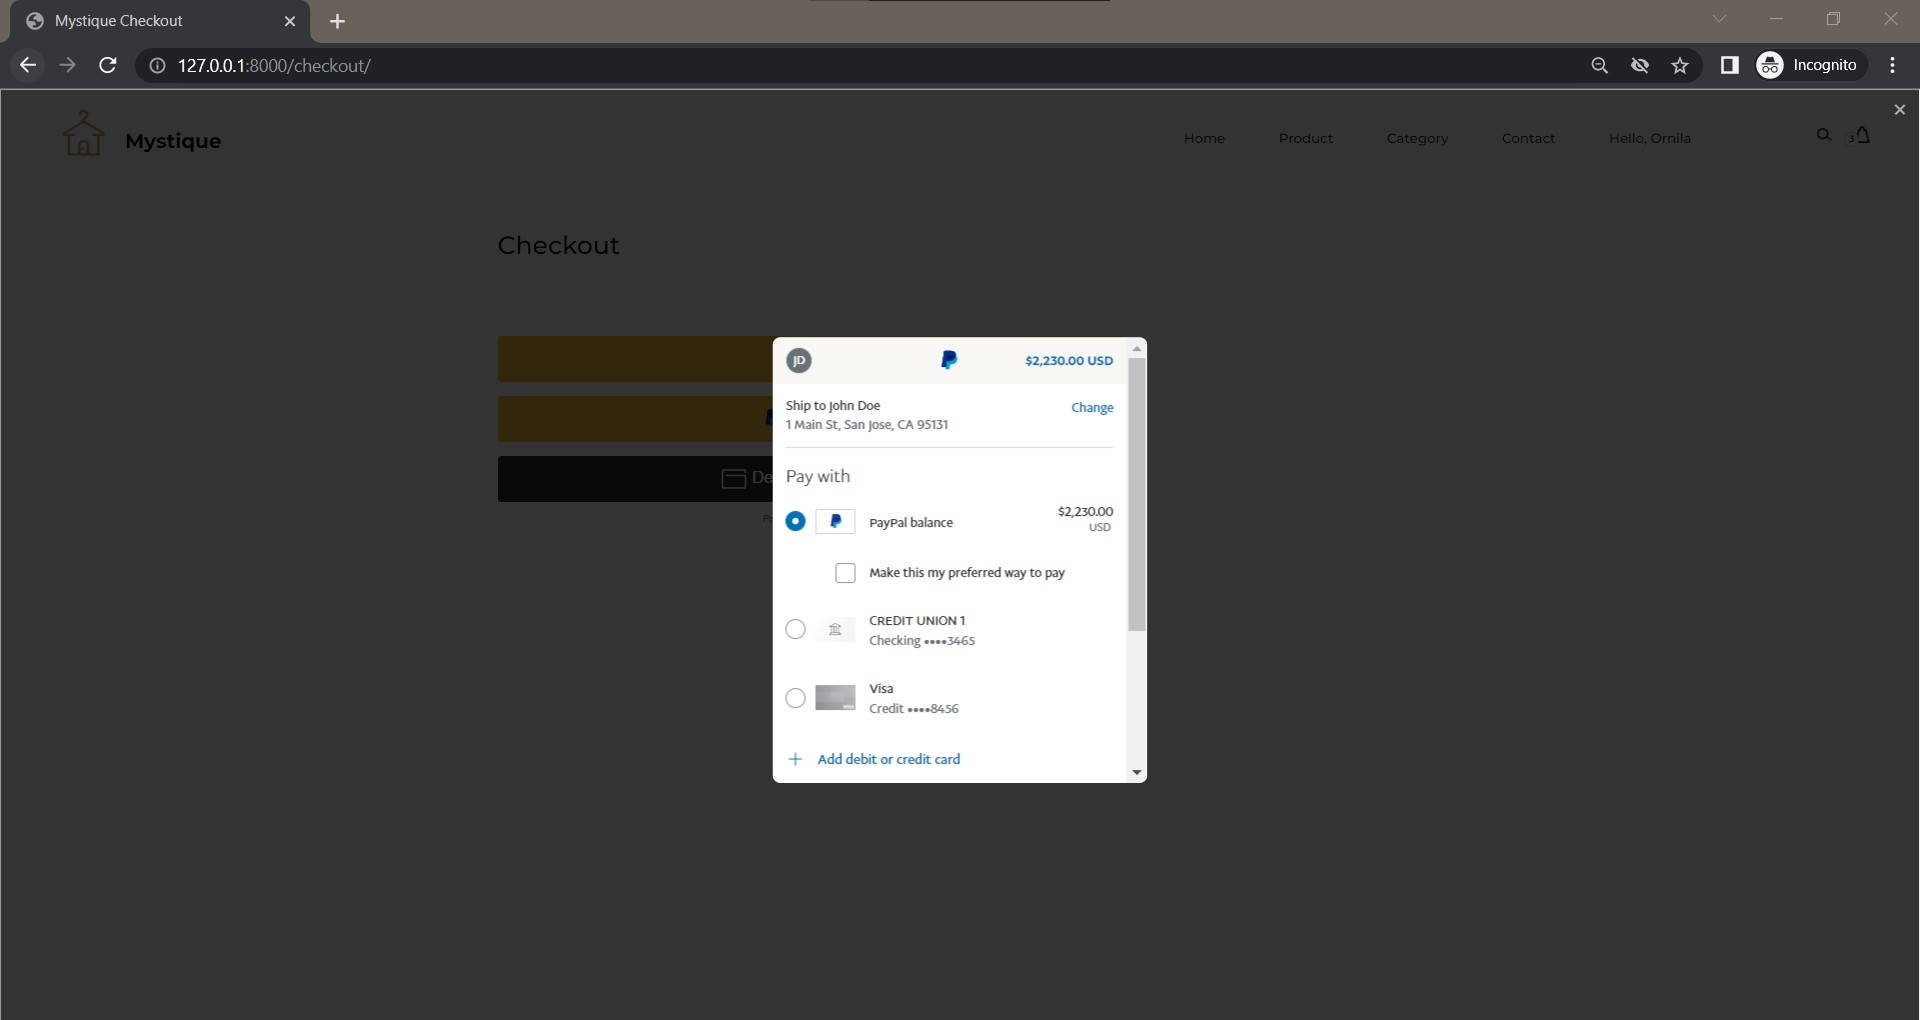 Mystique Checkout
127.0.0.1:8000/checkout/
Incognito
Mystique
Home
Product
Category
Contact
Hello, Ornila
3
Checkout
JD
$2,230.00 USD
Ship to John Doe
Change
1 Main St, San Jose, CA 95131
Pay with
PayPal balance
$2,230.00
USD
Make this my preferred way to pay
CREDIT UNION 1
Checking ••••3465
VISA
Visa
Credit ••••8456
Add debit or credit card
De